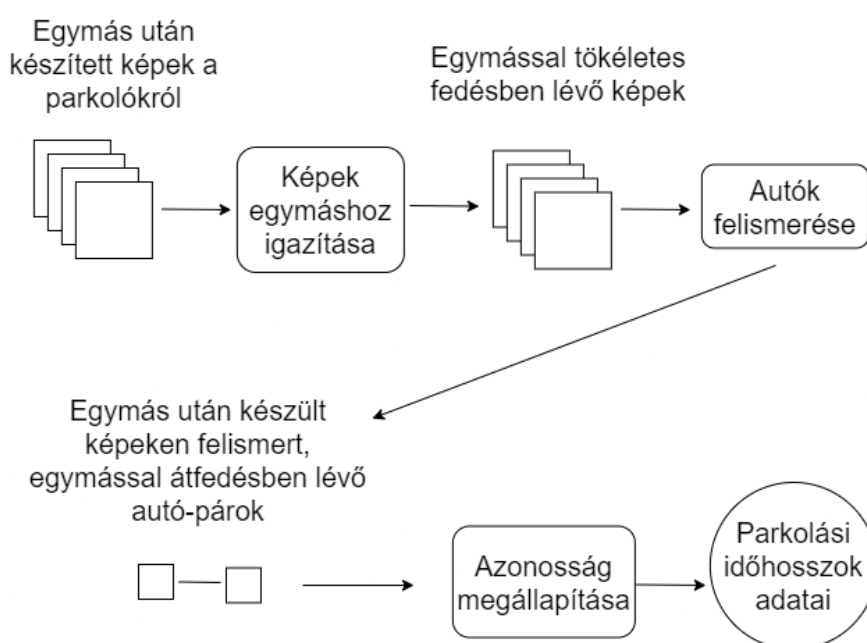 Egymás után
készített képek a
parkolókról
Egymással tökéletes
fedésben lévő képek
Képek
egymáshoz
igazítása
Autók
felismerése
Egymás után készült
képeken felismert,
egymással átfedésben lévő
autó-párok
Azonosság
megállapítása
Parkolási
időhosszok
adatai